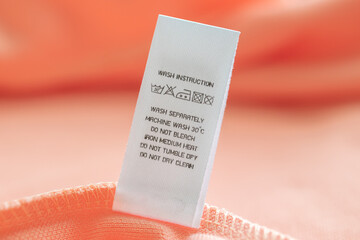 WASH INSTRUCTION
WASH SEPARATELY
MACHINE WASH 30°C
DO NOT BLEACH
IRON MEDIUM HEAT
DO NOT TUMBLE DRY
DO NOT DRY CLEAN